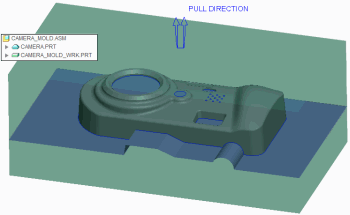 PULL DIRECTION
CAMERA_MOLD.ASM
CAMERA.PRT
CAMERA_MOLD_WRK.PRT